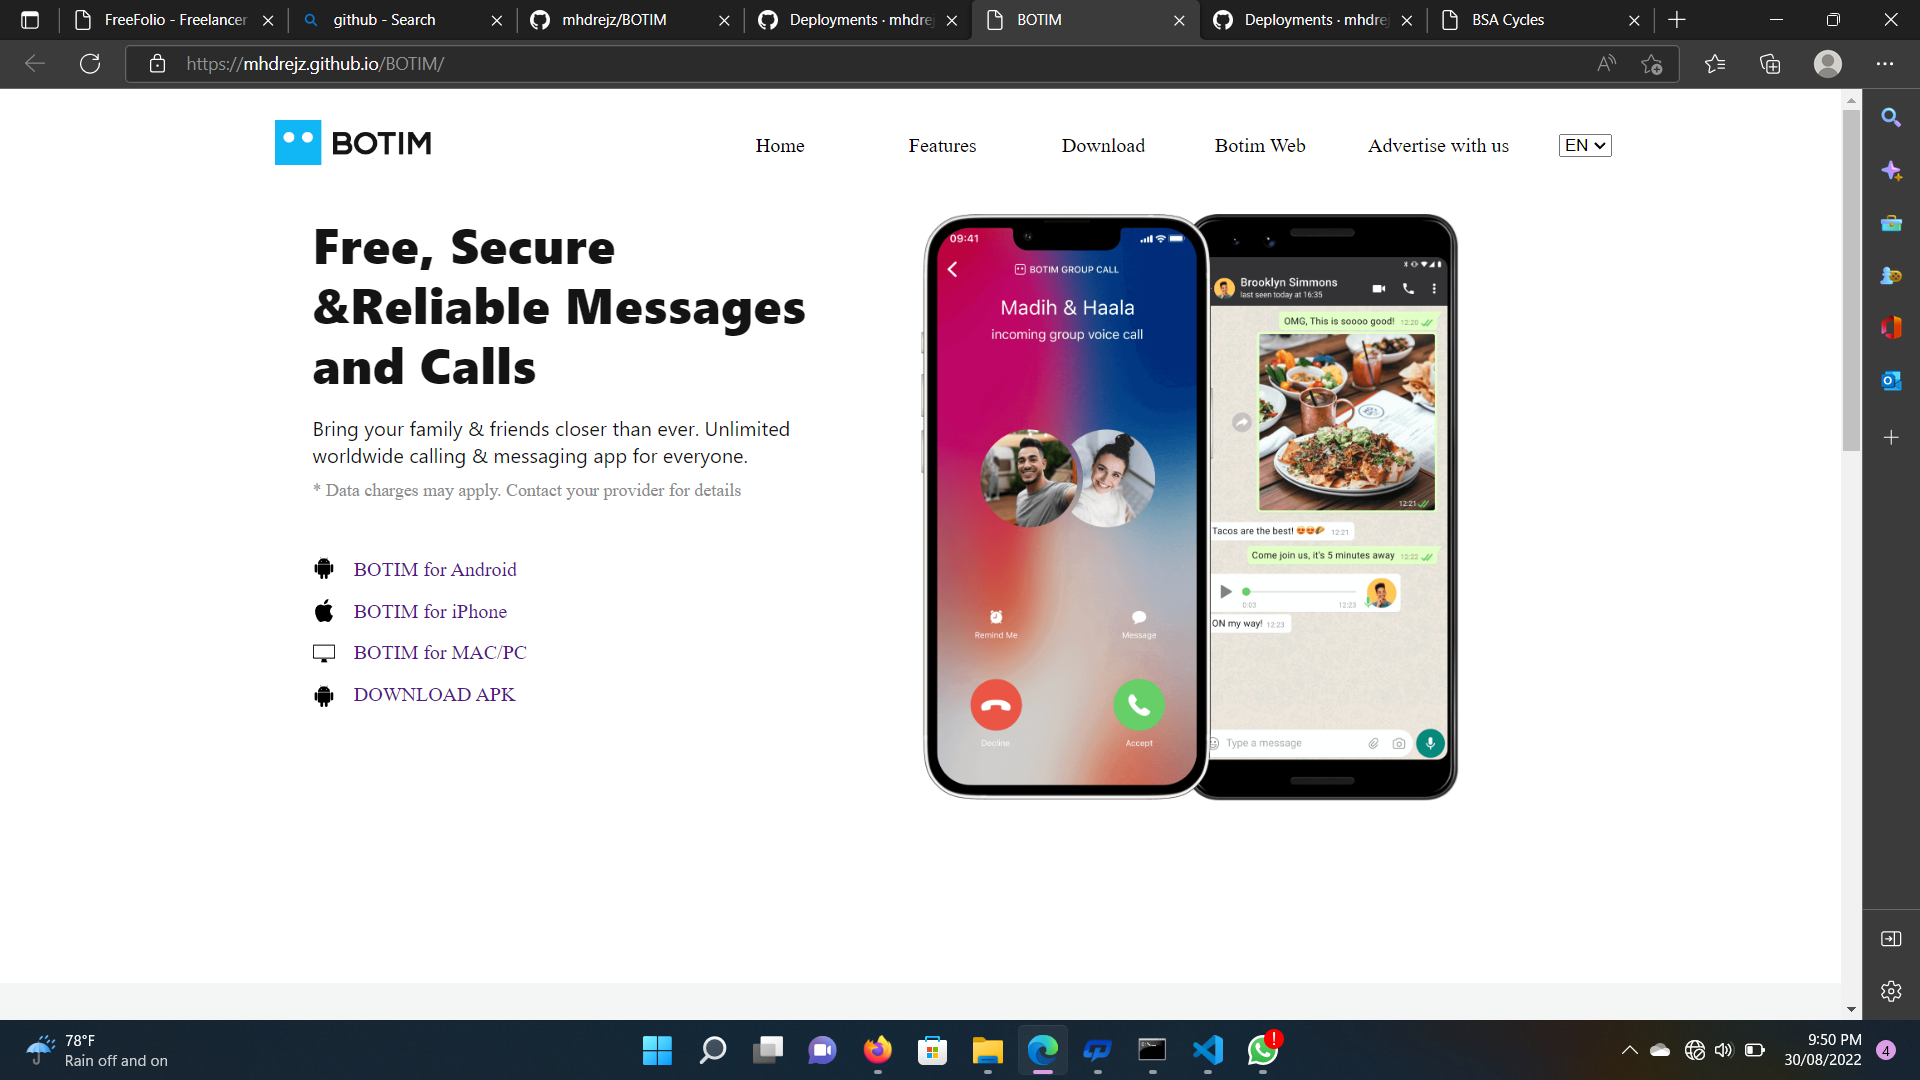 FreeFolio - Freelancer
github - Search
mhdrejz/BOTIM
Deployments · mhdrej
BOTIM
Deployments · mhdrej
BSA Cycles
https://mhdrejz.github.io/BOTIM/
BOTIM
Home
Features
Download
Botim Web
Advertise with us
EN
Free, Secure
&Reliable Messages
and Calls
Bring your family & friends closer than ever. Unlimited
worldwide calling & messaging app for everyone.
* Data charges may apply. Contact your provider for details
BOTIM for Android
BOTIM for iPhone
BOTIM for MAC/PC
DOWNLOAD APK
09:41
BOTIM GROUP CALL
Madih & Haala
incoming group voice call
Remind Me
Message
Decline
Accept
Brooklyn Simmons
last seen today at 16:35
OMG, This is soooo good! 12:20
12:21
Tacos are the best! 12:21
Come join us, it's 5 minutes away 12:22
0:03
12:23
ON my way! 12:23
Type a message
78°F
Rain off and on
9:50 PM
30/08/2022
4